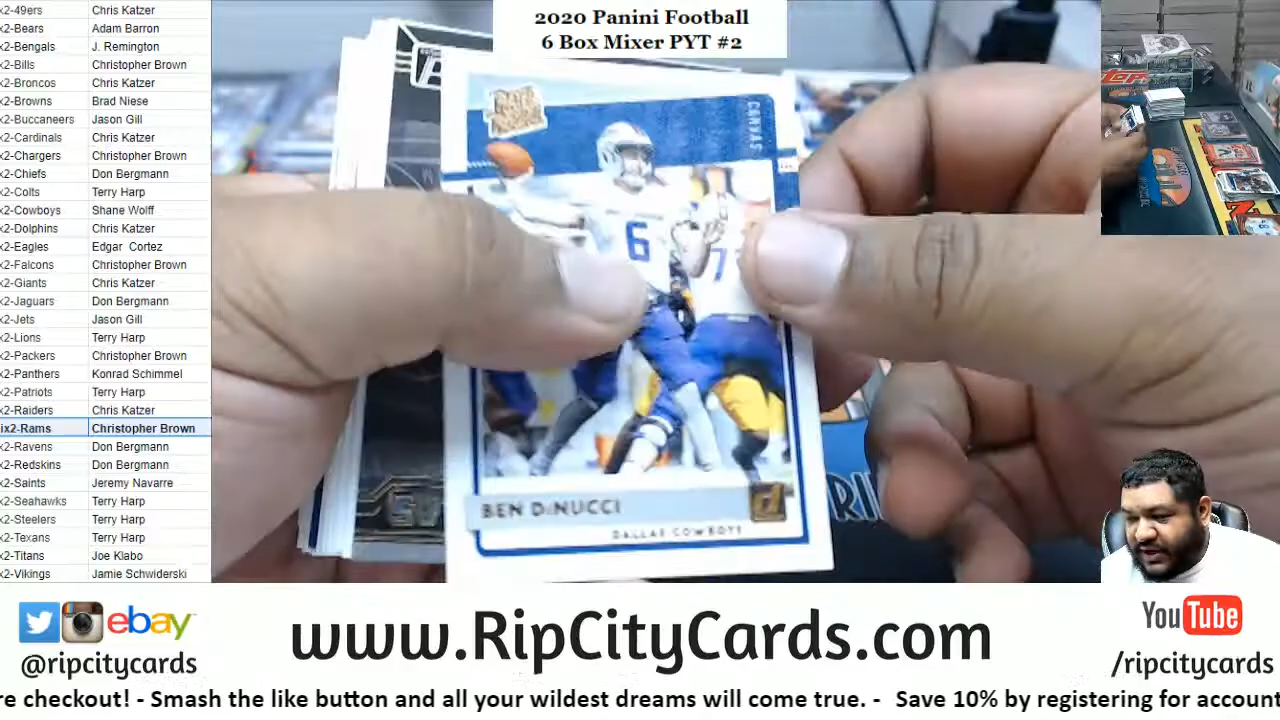 x2-49ers Chris Katzer
x2-Bears Adam Barron
x2-Bengals J. Remington
x2-Bills Christopher Brown
x2-Broncos Chris Katzer
x2-Browns Brad Niese
x2-Buccaneers Jason Gill
x2-Cardinals Chris Katzer
x2-Chargers Christopher Brown
x2-Chiefs Don Bergmann
x2-Colts Terry Harp
x2-Cowboys Shane Wolff
x2-Dolphins Chris Katzer
x2-Eagles Edgar Cortez
x2-Falcons Christopher Brown
x2-Giants Chris Katzer
x2-Jaguars Don Bergmann
x2-Jets Jason Gill
x2-Lions Terry Harp
x2-Packers Christopher Brown
x2-Panthers Konrad Schimmel
x2-Patriots Terry Harp
x2-Raiders Chris Katzer
ix2-Rams Christopher Brown
x2-Ravens Don Bergmann
x2-Redskins Don Bergmann
x2-Saints Jeremy Navarre
x2-Seahawks Terry Harp
x2-Steelers Terry Harp
x2-Texans Terry Harp
x2-Titans Joe Klabo
x2-Vikings Jamie Schwiderski
2020 Panini Football
6 Box Mixer PYT #2
CANVAS
6
7
BEN DiNUCCI
DALLAS COWBOYS
ebay
@ripcitycards
www.RipCityCards.com
YouTube
/ripcitycards
re checkout! - Smash the like button and all your wildest dreams will come true. - Save 10% by registering for account